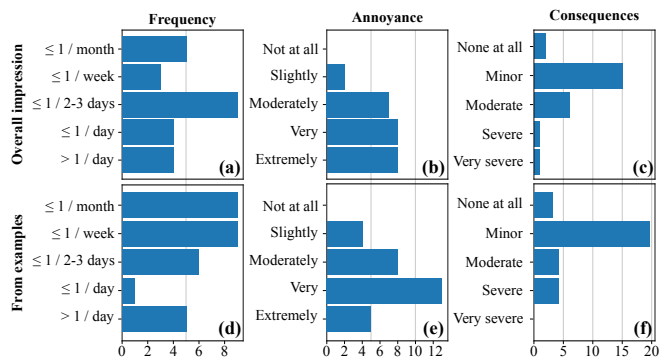 Frequency
Annoyance
Consequences
Overall impression
≤ 1 / month
≤ 1 / week
≤ 1 / 2-3 days
≤ 1 / day
> 1 / day
(a)
Not at all
Slightly
Moderately
Very
Extremely
(b)
None at all
Minor
Moderate
Severe
Very severe
(c)
From examples
≤ 1 / month
≤ 1 / week
≤ 1 / 2-3 days
≤ 1 / day
> 1 / day
(d)
0 2 4 6 8
Not at all
Slightly
Moderately
Very
Extremely
(e)
0 2 4 6 8 10 12
None at all
Minor
Moderate
Severe
Very severe
(f)
0 5 10 15 20